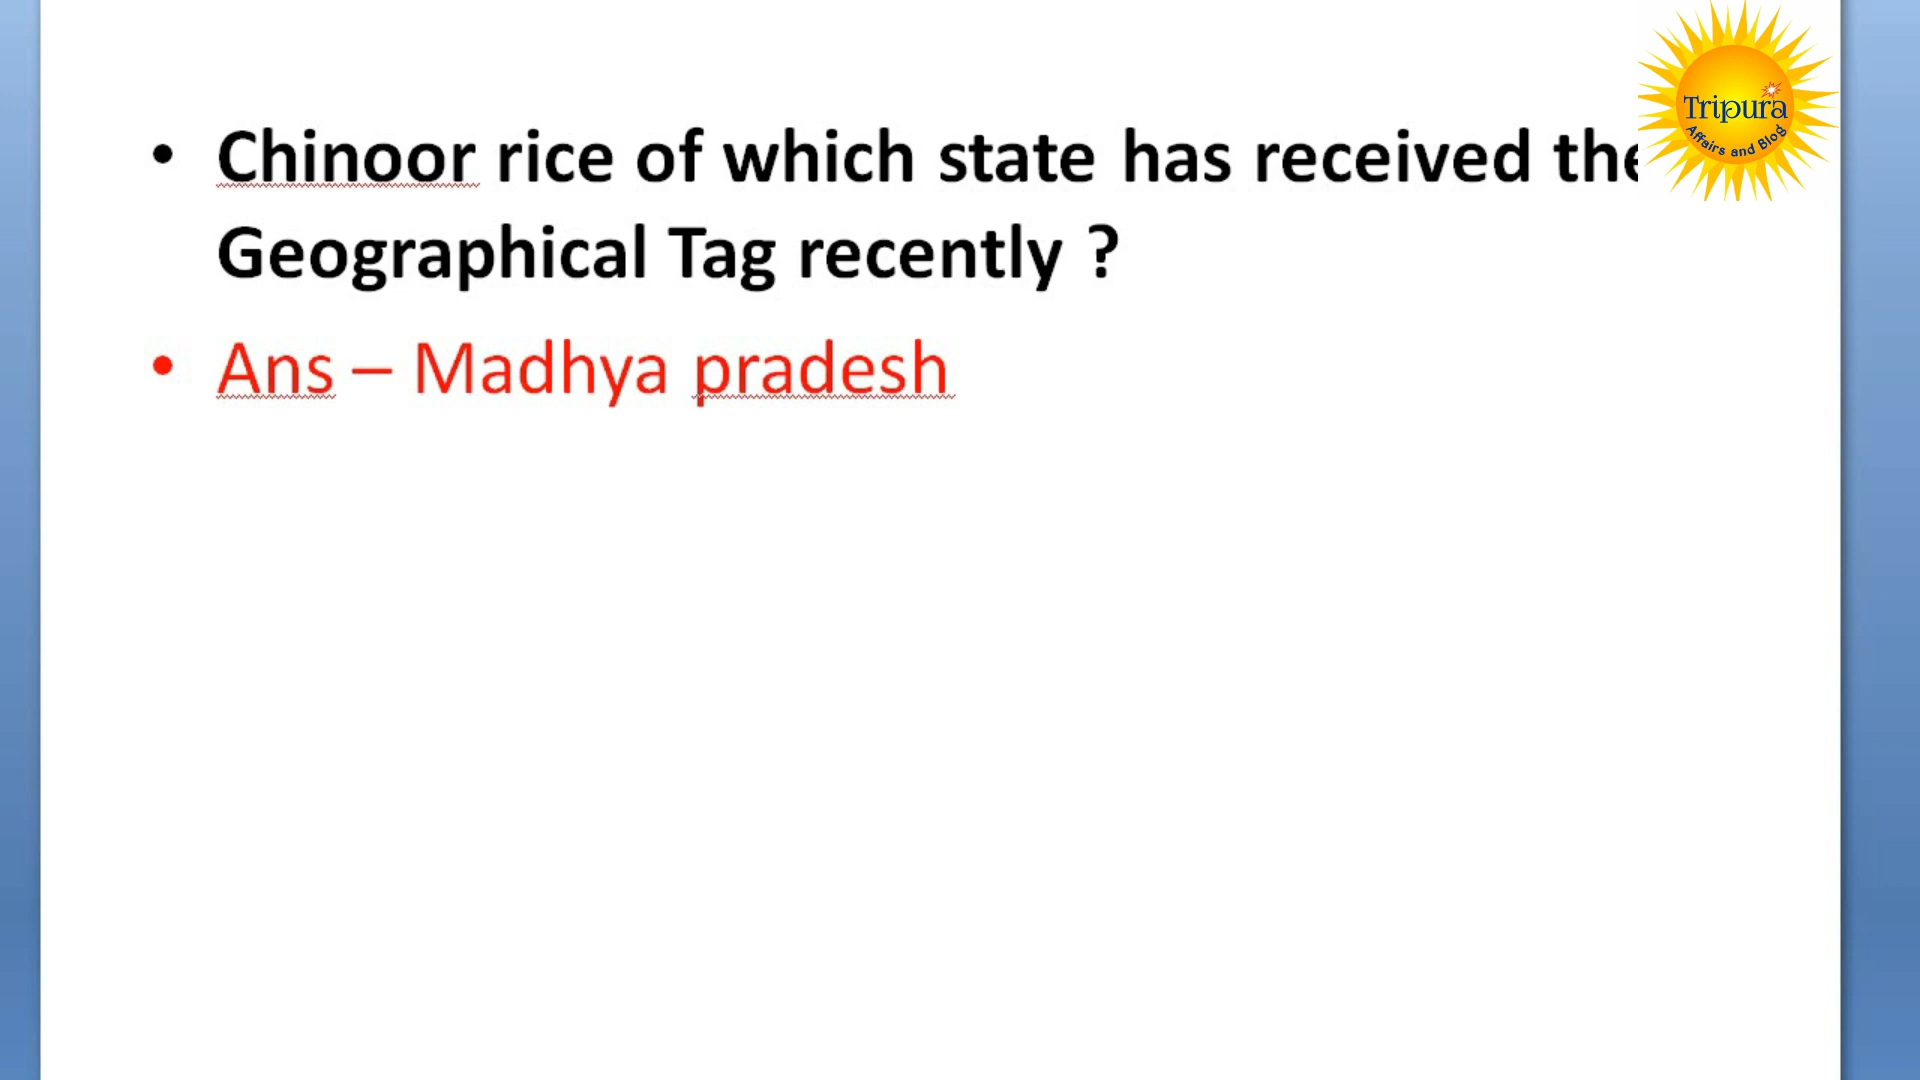 • Chinoor rice of which state has received the
Geographical Tag recently ?
• Ans – Madhya pradesh
Tripura
Affairs and Blog